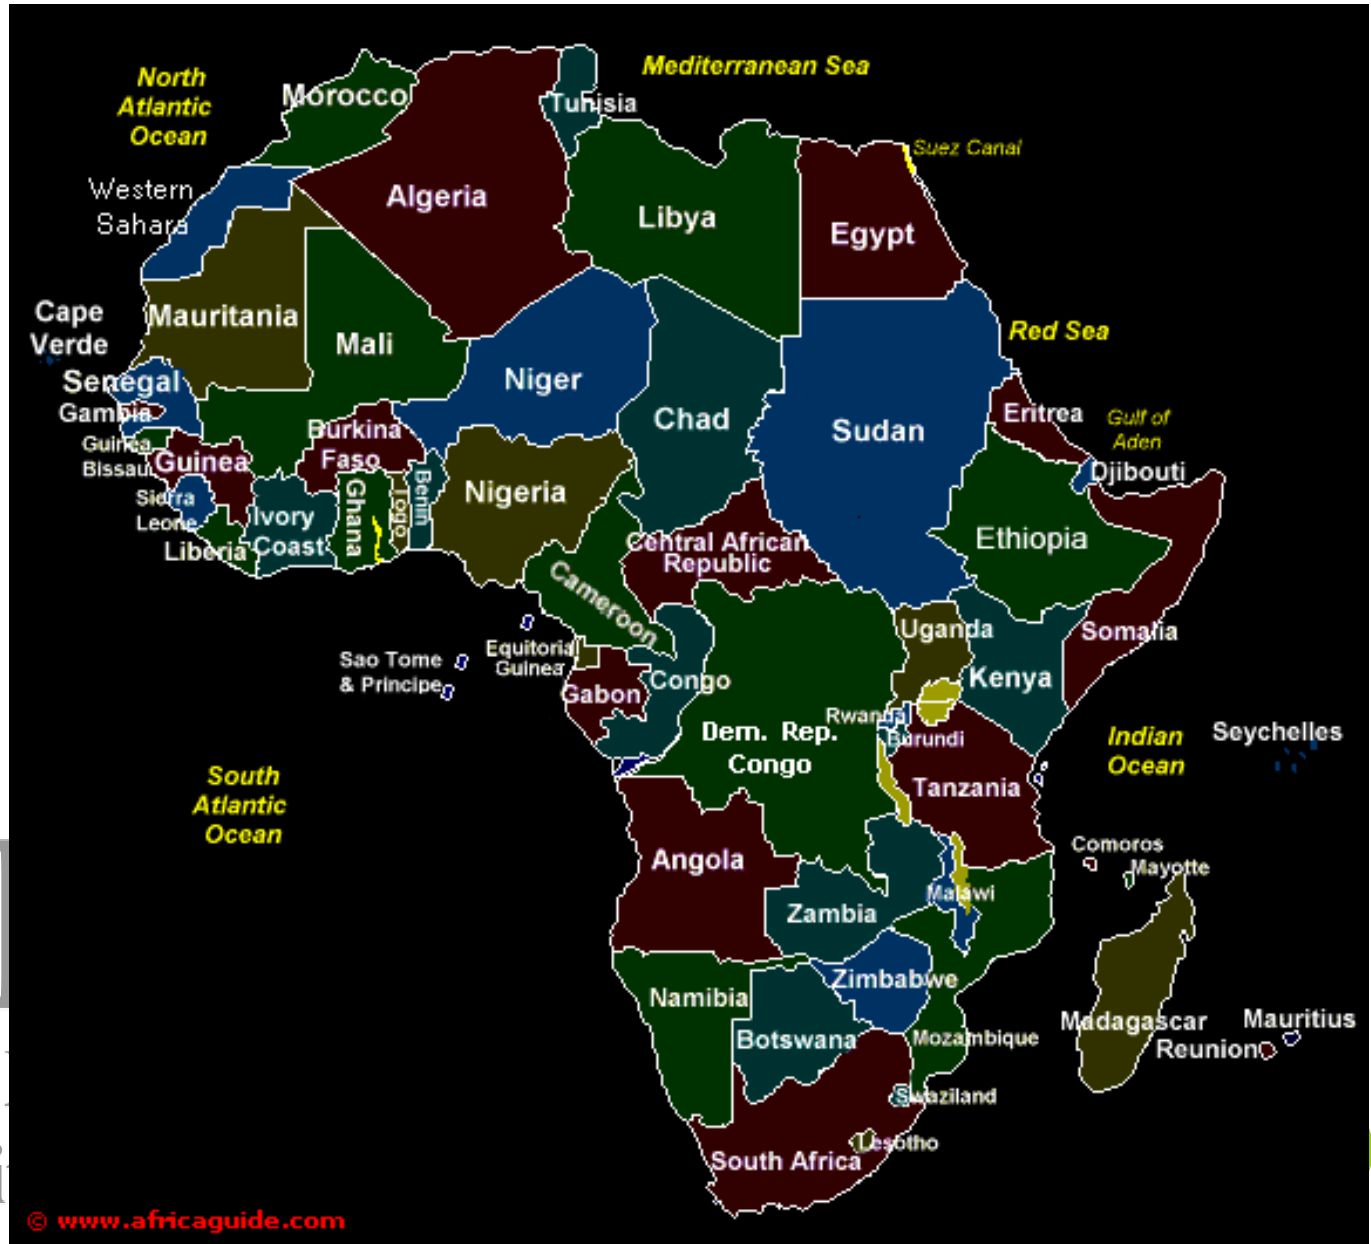 Mediterranean Sea
North
Atlantic
Ocean
Morocco
Tunisia
Suez Canal
Western
Sahara
Algeria
Libya
Egypt
Cape
Verde
Mauritania
Mali
Niger
Chad
Sudan
Red Sea
Eritrea
Gulf of
Aden
Djibouti
Senegal
Gambia
Guinea
Bissau
Guinea
Sierra
Leone
Liberia
Ivory
Coast
Burkina
Faso
Ghana
Togo
Benin
Nigeria
Central African
Republic
Ethiopia
Cameroon
Somalia
Uganda
Kenya
Equitorial
Guinea
Sao Tome
& Principe
Gabon
Congo
Dem. Rep.
Congo
Rwanda
Burundi
Tanzania
Indian
Ocean
Seychelles
South
Atlantic
Ocean
Angola
Zambia
Malawi
Comoros
Mayotte
Namibia
Zimbabwe
Botswana
Mozambique
Madagascar
Mauritius
Reunion
Swaziland
Lesotho
South Africa
© www.africaguide.com